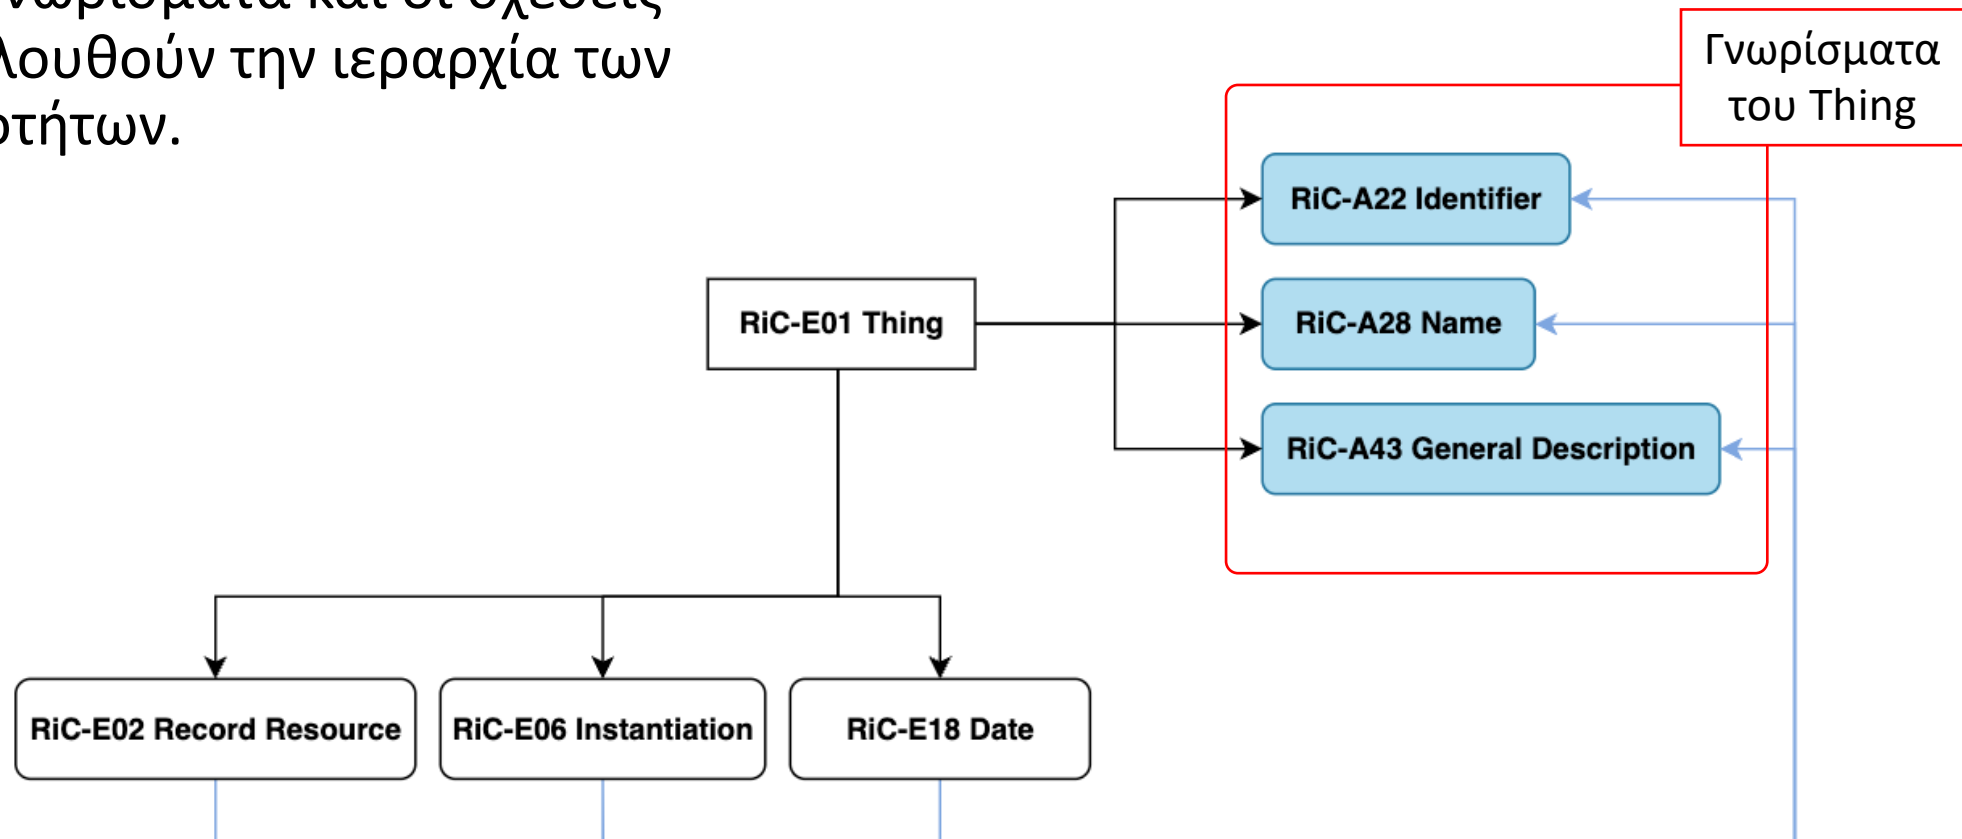 λουθούν την ιεραρχία των
Γνωρίσματα
του Thing
RiC-A22 Identifier
RiC-E01 Thing
RiC-A28 Name
RiC-A43 General Description
RiC-E02 Record Resource
RiC-E06 Instantiation
RiC-E18 Date